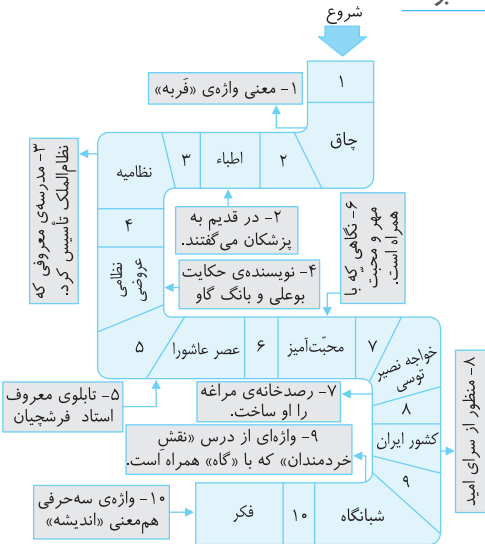 شروع
۱
۱- معنی واژه‌ی «فَربه»
چاق
۲
اطباء
۳
نظامیه
۲- در قدیم به
پزشکان می‌گفتند.
۳- مدرسه‌ی معروفی که
نظام‌الملک تأسیس کرد.
۴
۴- نویسنده‌ی حکایت
بوعلی و بانگ گاو
نظامی
عروضی
۵
۵- تابلوی معروف
استاد فرشچیان
عصر عاشورا
۶
۶- نگاهی که با
مهر و محبّت
همراه است.
محبّت‌آمیز
۷
۷- رصدخانه‌ی مراغه
را او ساخت.
خواجه نصیر
توسی
۸
۸- منظور از سرای امید
کشور ایران
۹
۹- واژه‌ای از درس «نقشِ
خردمندان» که با «گاه» همراه است.
شبانگاه
۱۰
۱۰- واژه‌ی سه‌حرفی
هم‌معنی «اندیشه»
فکر